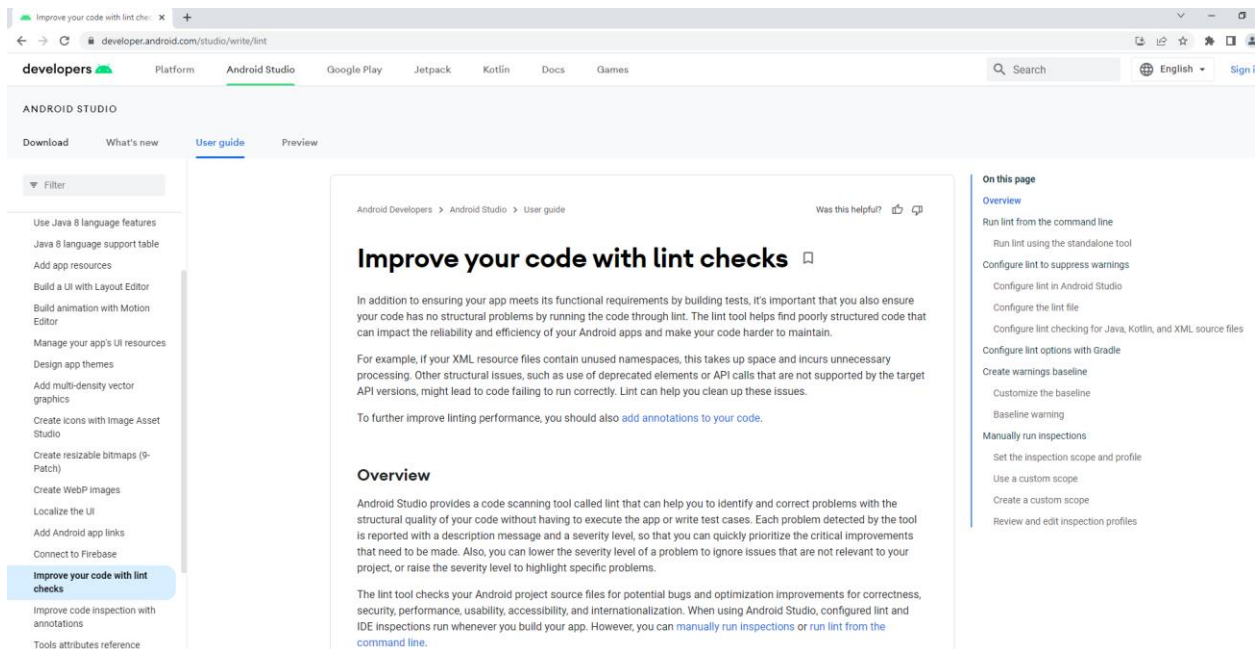 Improve your code with lint chec
developer.android.com/studio/write/lint
developers
Platform
Android Studio
Google Play
Jetpack
Kotlin
Docs
Games
Search
English
Sign i
ANDROID STUDIO
Download
What's new
User guide
Preview
Filter
Use Java 8 language features
Java 8 language support table
Add app resources
Build a UI with Layout Editor
Build animation with Motion
Editor
Manage your app's UI resources
Design app themes
Add multi-density vector
graphics
Create icons with Image Asset
Studio
Create resizable bitmaps (9-
Patch)
Create WebP images
Localize the UI
Add Android app links
Connect to Firebase
Improve your code with lint
checks
Improve code inspection with
annotations
Tools attributes reference
Android Developers > Android Studio > User guide
Was this helpful?
Improve your code with lint checks
In addition to ensuring your app meets its functional requirements by building tests, it's important that you also ensure
your code has no structural problems by running the code through lint. The lint tool helps find poorly structured code that
can impact the reliability and efficiency of your Android apps and make your code harder to maintain.
For example, if your XML resource files contain unused namespaces, this takes up space and incurs unnecessary
processing. Other structural issues, such as use of deprecated elements or API calls that are not supported by the target
API versions, might lead to code failing to run correctly. Lint can help you clean up these issues.
To further improve linting performance, you should also add annotations to your code.
Overview
Android Studio provides a code scanning tool called lint that can help you to identify and correct problems with the
structural quality of your code without having to execute the app or write test cases. Each problem detected by the tool
is reported with a description message and a severity level, so that you can quickly prioritize the critical improvements
that need to be made. Also, you can lower the severity level of a problem to ignore issues that are not relevant to your
project, or raise the severity level to highlight specific problems.
The lint tool checks your Android project source files for potential bugs and optimization improvements for correctness,
security, performance, usability, accessibility, and internationalization. When using Android Studio, configured lint and
IDE inspections run whenever you build your app. However, you can manually run inspections or run lint from the
command line.
On this page
Overview
Run lint from the command line
Run lint using the standalone tool
Configure lint to suppress warnings
Configure lint in Android Studio
Configure the lint file
Configure lint checking for Java, Kotlin, and XML source files
Configure lint options with Gradle
Create warnings baseline
Customize the baseline
Baseline warning
Manually run inspections
Set the inspection scope and profile
Use a custom scope
Create a custom scope
Review and edit inspection profiles